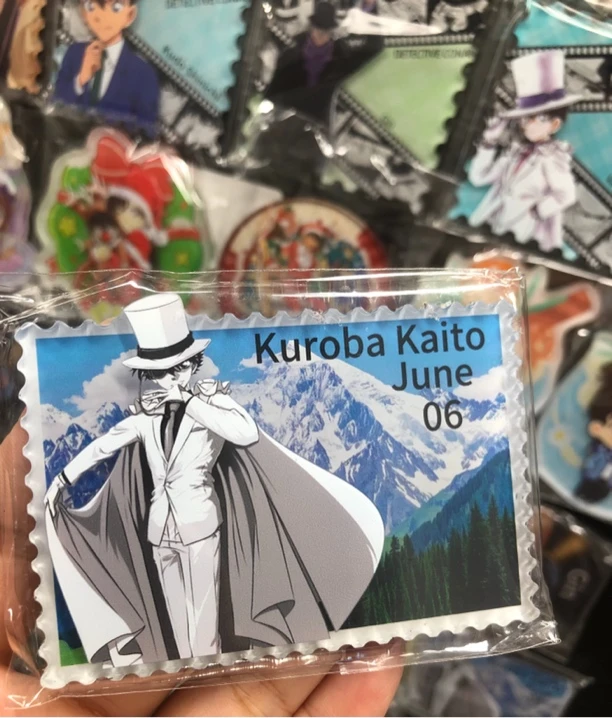 DETECTIVE CONAN
Kuroba Kaito
June
06